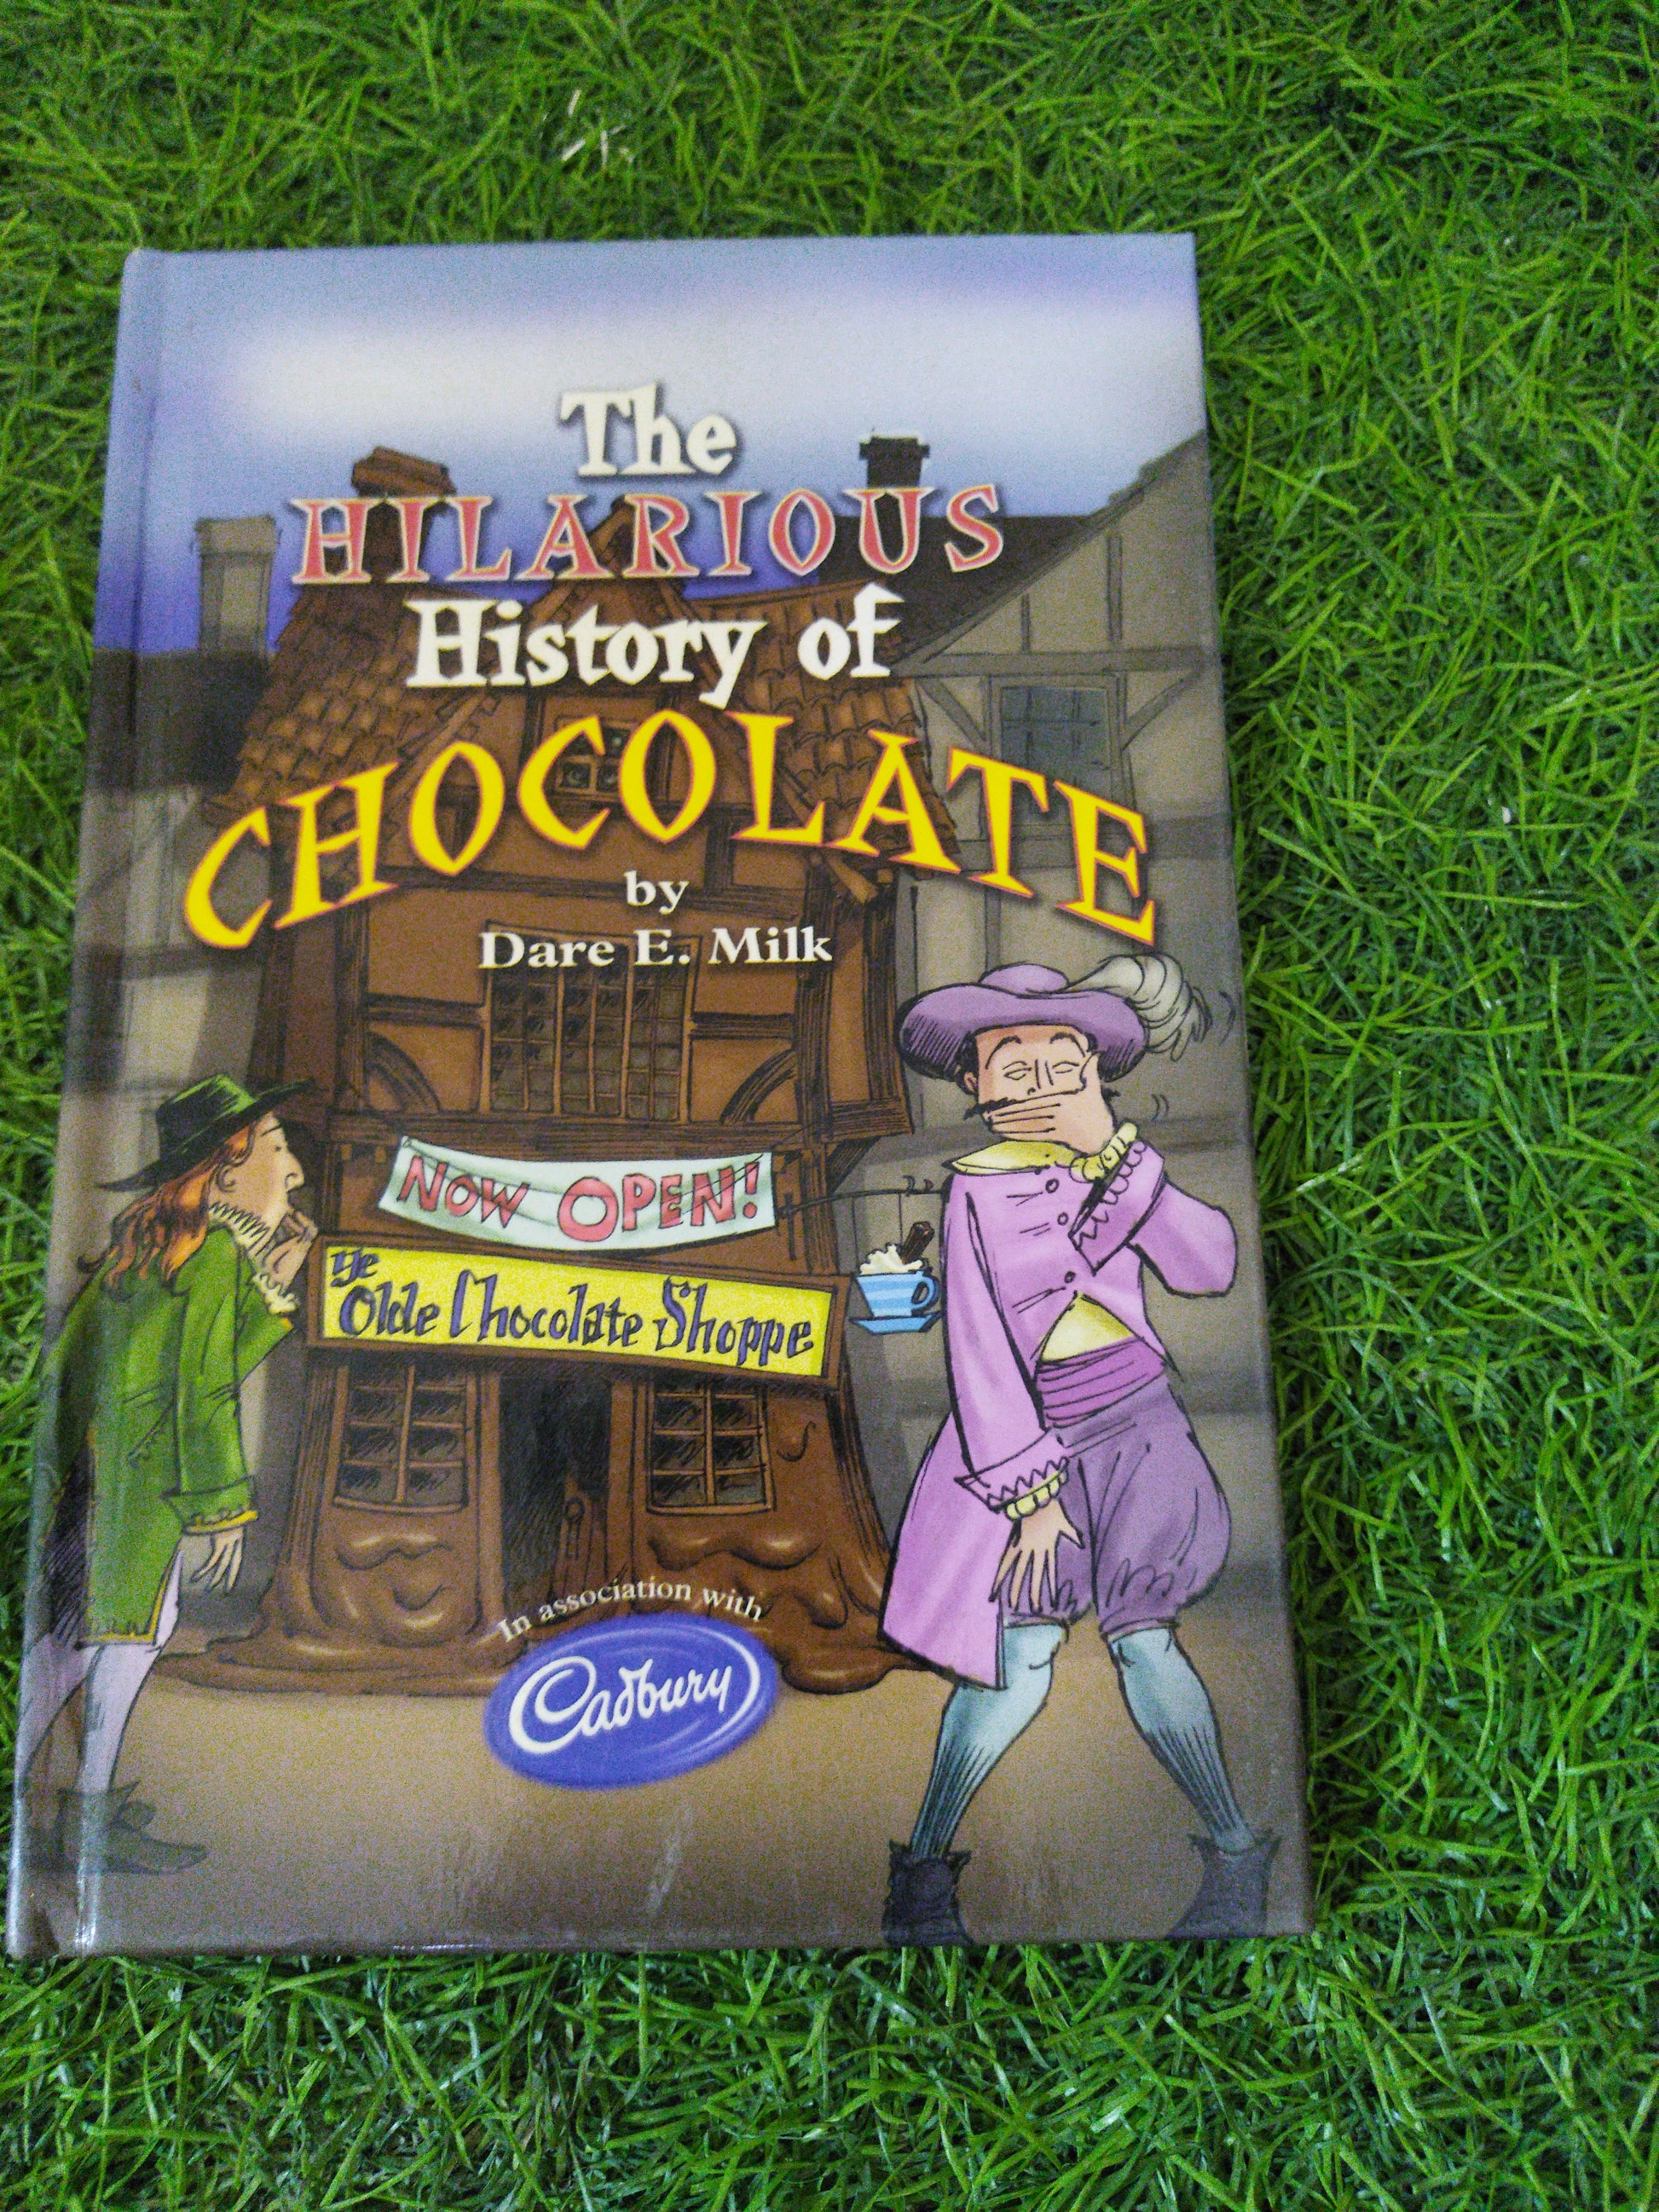 The
HILARIOUS
History of
CHOCOLATE
by
Dare E. Milk
NOW OPEN!
Ye
Olde Chocolate Shoppe
In association with
Cadbury